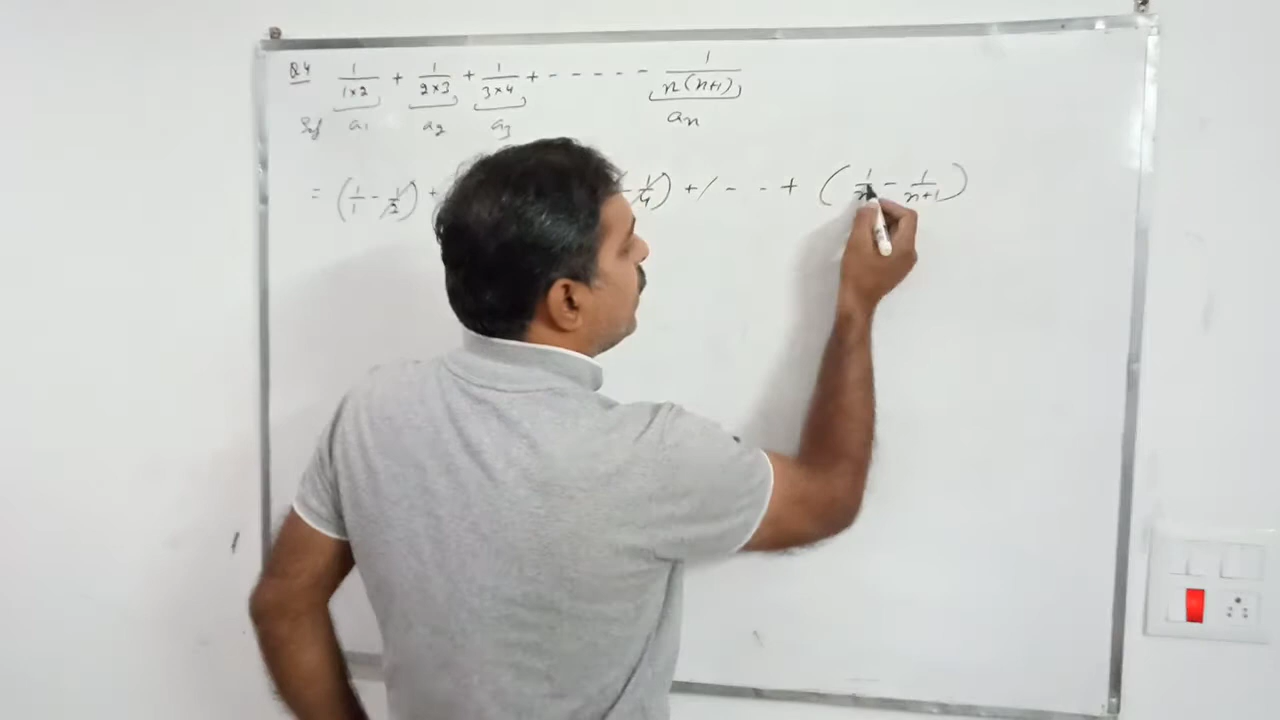 Q4 1/(1×2) + 1/(2×3) + 1/(3×4) + - - - - - 1/(n(n+1))
Sol a1 a2 a3 an
= (1/1 - 1/2) + - 1/4) + / - - + (1/n - 1/(n+1))